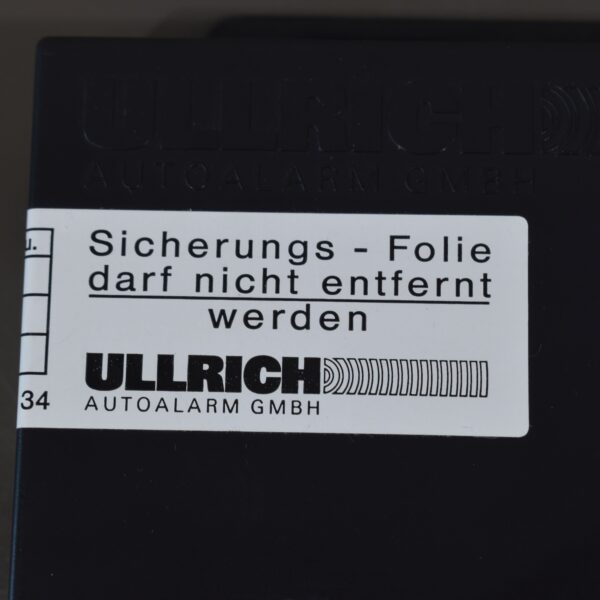 ULLRICH
AUTOALARM GMBH
u.
Sicherungs - Folie
darf nicht entfernt
werden
ULLRICH
34 AUTOALARM GMBH